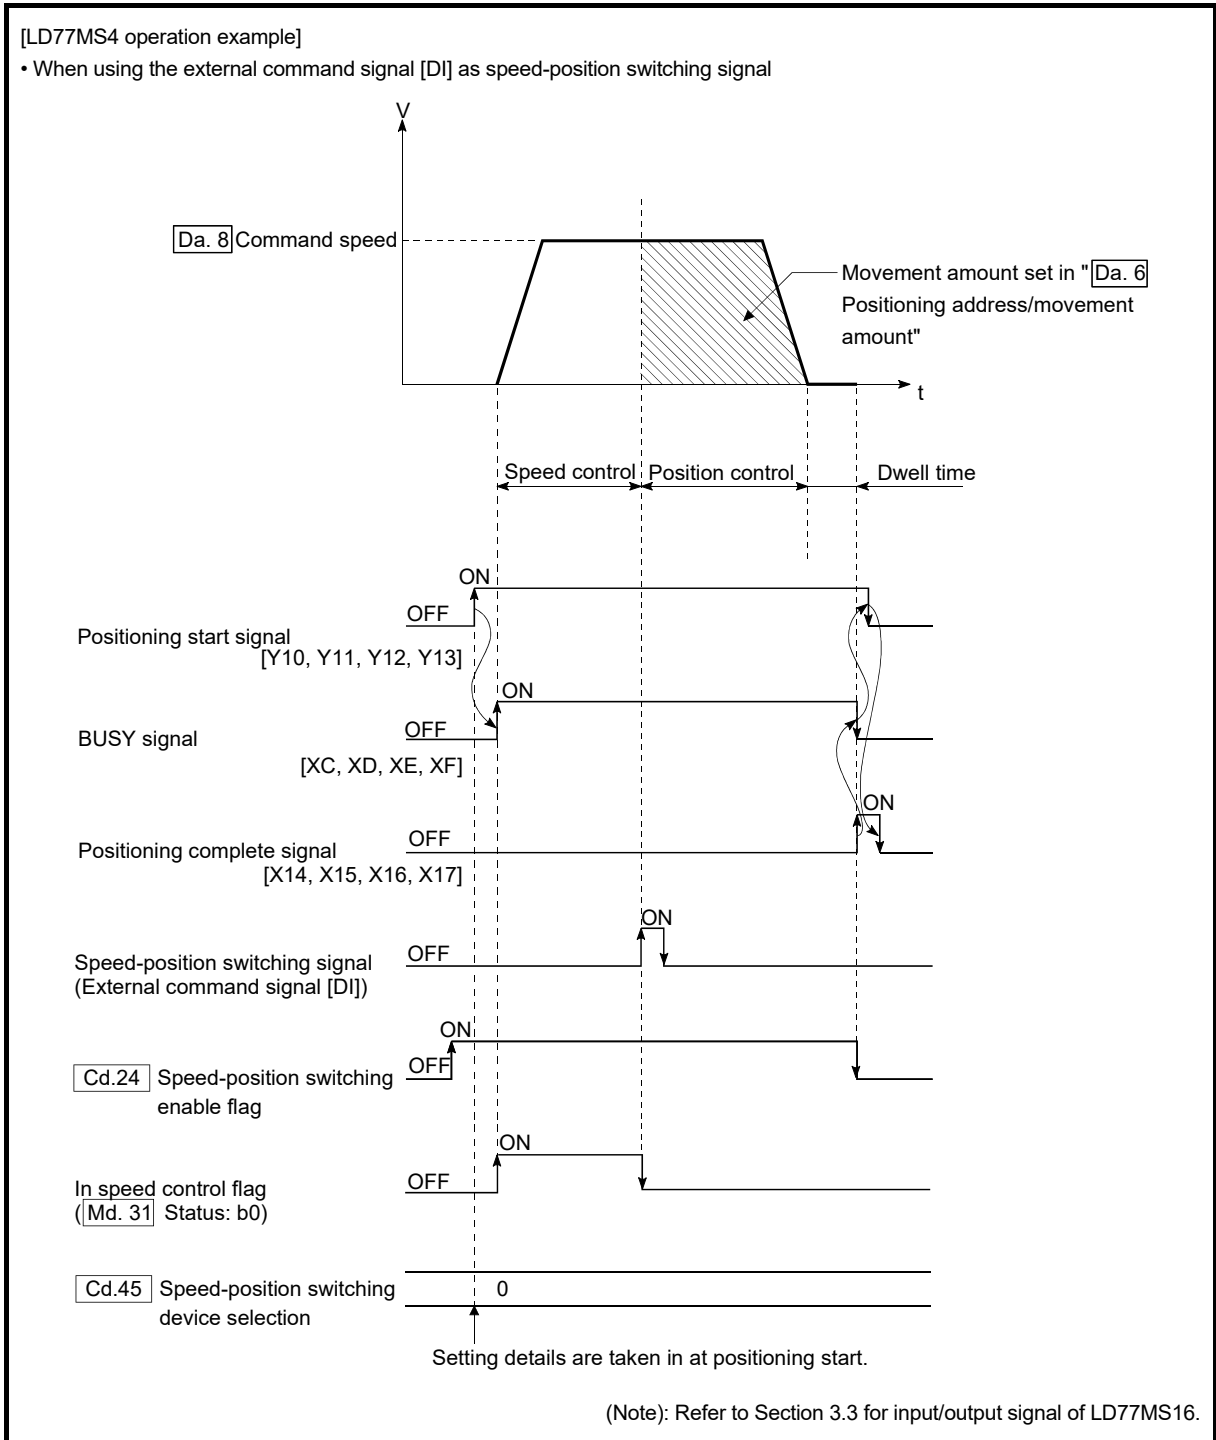 [LD77MS4 operation example]
• When using the external command signal [DI] as speed-position switching signal
V
Da. 8 Command speed
Movement amount set in " Da. 6
Positioning address/movement
amount"
t
Speed control Position control Dwell time
ON
OFF
Positioning start signal
[Y10, Y11, Y12, Y13]
ON
OFF
BUSY signal
[XC, XD, XE, XF]
ON
OFF
Positioning complete signal
[X14, X15, X16, X17]
ON
OFF
Speed-position switching signal
(External command signal [DI])
ON
OFF
Cd.24 Speed-position switching
enable flag
ON
OFF
In speed control flag
( Md. 31 Status: b0)
Cd.45 Speed-position switching 0
device selection
Setting details are taken in at positioning start.
(Note): Refer to Section 3.3 for input/output signal of LD77MS16.